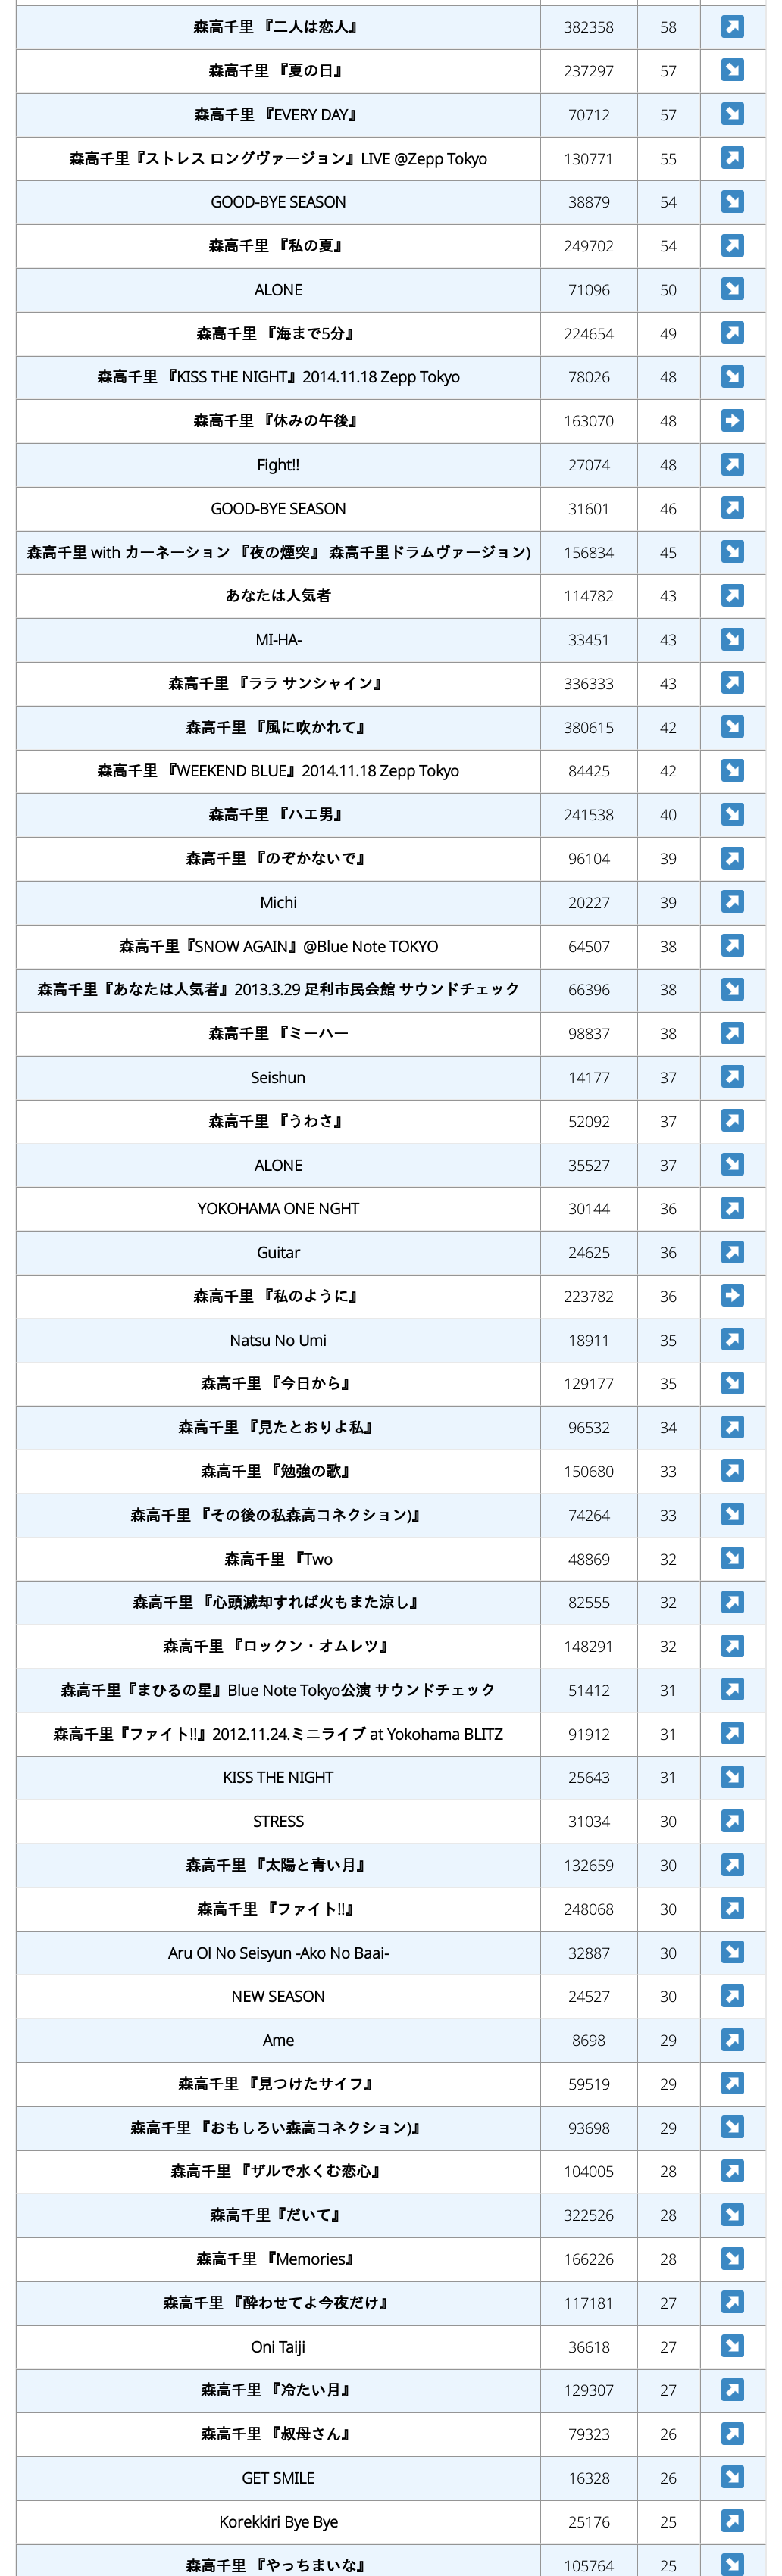 森高千里 『二人は恋人』 382358 58 ↗
森高千里 『夏の日』 237297 57 ↘
森高千里 『EVERY DAY』 70712 57 ↘
森高千里『ストレス ロングヴァージョン』LIVE @Zepp Tokyo 130771 55 ↗
GOOD-BYE SEASON 38879 54 ↘
森高千里 『私の夏』 249702 54 ↗
ALONE 71096 50 ↘
森高千里 『海まで5分』 224654 49 ↗
森高千里 『KISS THE NIGHT』2014.11.18 Zepp Tokyo 78026 48 ↘
森高千里 『休みの午後』 163070 48 ➡
Fight!! 27074 48 ↗
GOOD-BYE SEASON 31601 46 ↗
森高千里 with カーネーション 『夜の煙突』 森高千里ドラムヴァージョン) 156834 45 ↘
あなたは人気者 114782 43 ↗
MI-HA- 33451 43 ↘
森高千里 『ララ サンシャイン』 336333 43 ↗
森高千里 『風に吹かれて』 380615 42 ↘
森高千里 『WEEKEND BLUE』2014.11.18 Zepp Tokyo 84425 42 ↘
森高千里 『ハエ男』 241538 40 ↘
森高千里 『のぞかないで』 96104 39 ↗
Michi 20227 39 ↗
森高千里『SNOW AGAIN』@Blue Note TOKYO 64507 38 ↗
森高千里『あなたは人気者』2013.3.29 足利市民会館 サウンドチェック 66396 38 ↘
森高千里 『ミーハー 98837 38 ↗
Seishun 14177 37 ↗
森高千里 『うわさ』 52092 37 ↗
ALONE 35527 37 ↘
YOKOHAMA ONE NGHT 30144 36 ↗
Guitar 24625 36 ↗
森高千里 『私のように』 223782 36 ➡
Natsu No Umi 18911 35 ↗
森高千里 『今日から』 129177 35 ↘
森高千里 『見たとおりよ私』 96532 34 ↗
森高千里 『勉強の歌』 150680 33 ↗
森高千里 『その後の私森高コネクション)』 74264 33 ↘
森高千里 『Two 48869 32 ↘
森高千里 『心頭滅却すれば火もまた涼し』 82555 32 ↗
森高千里 『ロックン・オムレツ』 148291 32 ↗
森高千里『まひるの星』Blue Note Tokyo公演 サウンドチェック 51412 31 ↗
森高千里『ファイト!!』2012.11.24.ミニライブ at Yokohama BLITZ 91912 31 ↗
KISS THE NIGHT 25643 31 ↘
STRESS 31034 30 ↗
森高千里 『太陽と青い月』 132659 30 ↗
森高千里 『ファイト!!』 248068 30 ↗
Aru Ol No Seisyun -Ako No Baai- 32887 30 ↘
NEW SEASON 24527 30 ↗
Ame 8698 29 ↗
森高千里 『見つけたサイフ』 59519 29 ↗
森高千里 『おもしろい森高コネクション)』 93698 29 ↘
森高千里 『ザルで水くむ恋心』 104005 28 ↗
森高千里『だいて』 322526 28 ↘
森高千里 『Memories』 166226 28 ↘
森高千里 『酔わせてよ今夜だけ』 117181 27 ↗
Oni Taiji 36618 27 ↘
森高千里 『冷たい月』 129307 27 ↗
森高千里 『叔母さん』 79323 26 ↗
GET SMILE 16328 26 ↘
Korekkiri Bye Bye 25176 25 ↗
森高千里 『やっちまいな』 105764 25 ↘